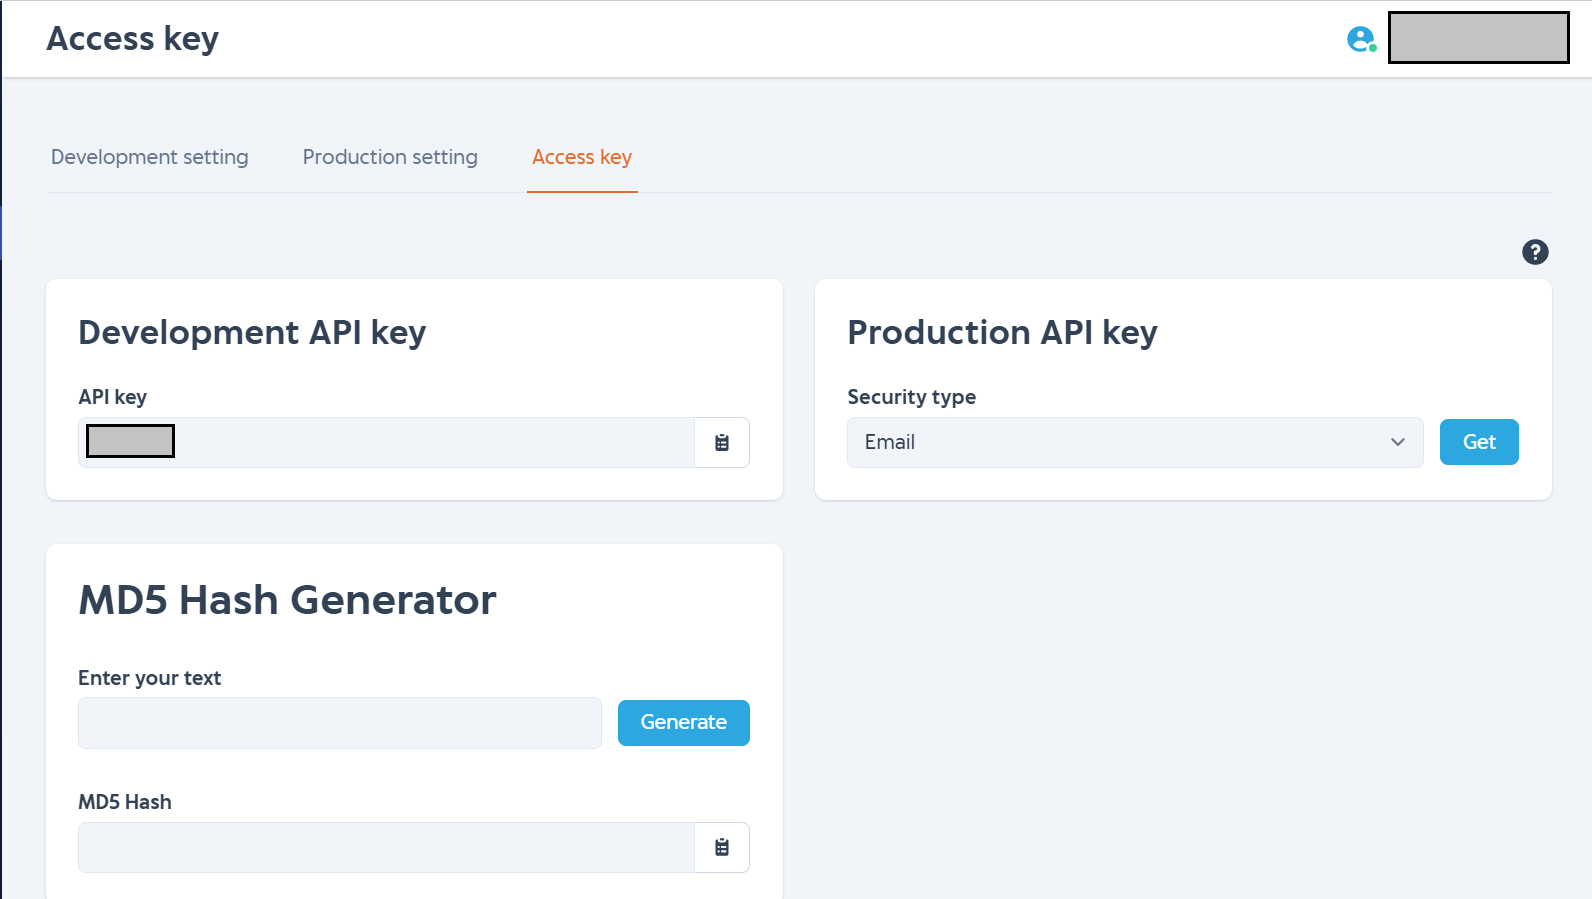 Access key
Development setting
Production setting
Access key
?
Development API key
API key
Production API key
Security type
Email
Get
MD5 Hash Generator
Enter your text
Generate
MD5 Hash